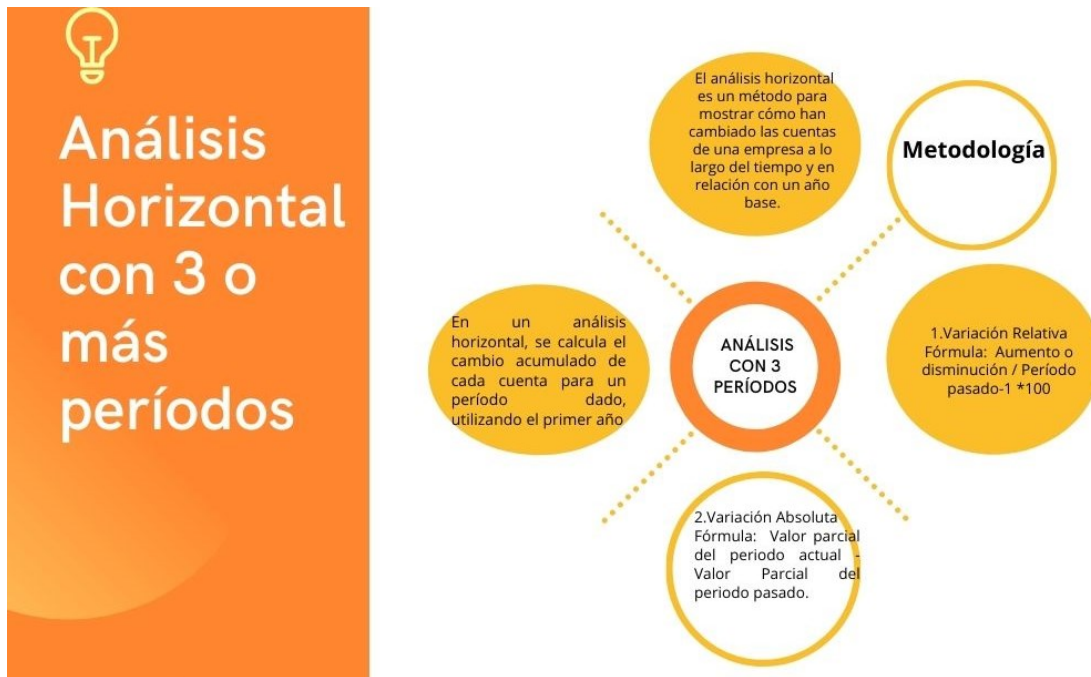 Análisis
Horizontal
con 3 o
más
períodos
El análisis horizontal
es un método para
mostrar cómo han
cambiado las cuentas
de una empresa a lo
largo del tiempo y en
relación con un año
base.
Metodología
En un análisis
horizontal, se calcula el
cambio acumulado de
cada cuenta para un
período dado,
utilizando el primer año
ANÁLISIS
CON 3
PERÍODOS
1.Variación Relativa
Fórmula: Aumento o
disminución / Período
pasado-1 *100
2.Variación Absoluta
Fórmula: Valor parcial
del periodo actual -
Valor Parcial del
periodo pasado.